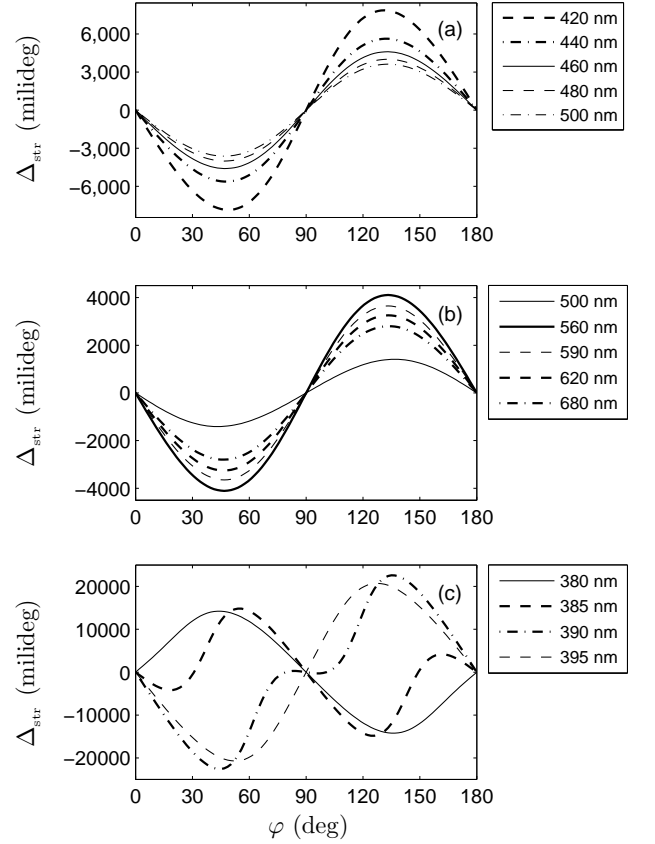 (a)
6,000
3,000
0
−3,000
−6,000
Δstr (milideg)
0 30 60 90 120 150 180
420 nm
440 nm
460 nm
480 nm
500 nm
(b)
4000
2000
0
−2000
−4000
Δstr (milideg)
0 30 60 90 120 150 180
500 nm
560 nm
590 nm
620 nm
680 nm
(c)
20000
10000
0
−10000
−20000
Δstr (milideg)
0 30 60 90 120 150 180
φ (deg)
380 nm
385 nm
390 nm
395 nm